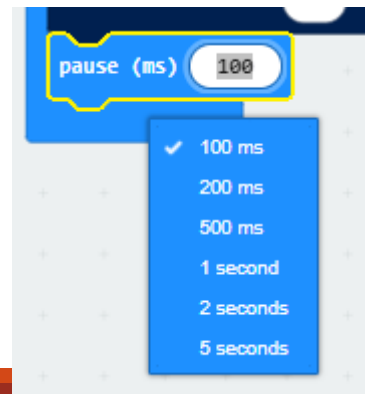 pause (ms) 100
100 ms
200 ms
500 ms
1 second
2 seconds
5 seconds